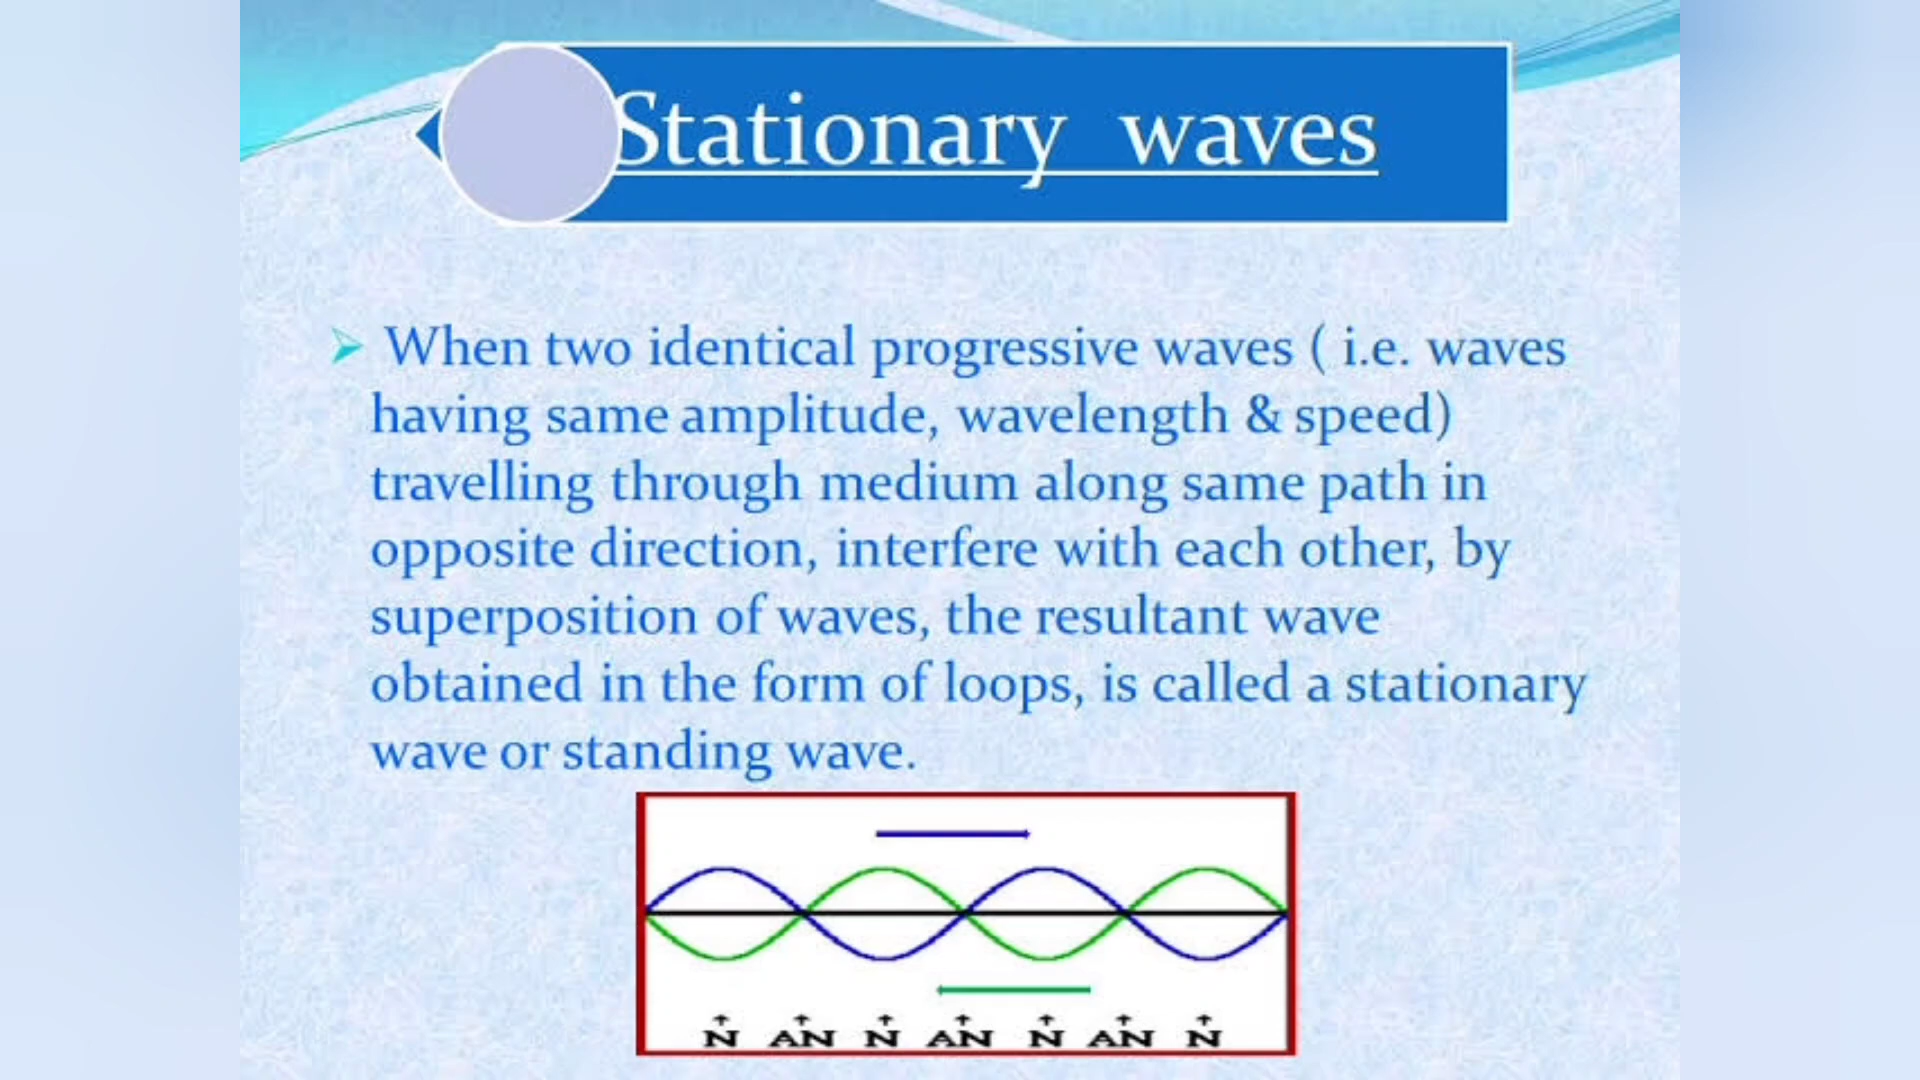 Stationary waves
When two identical progressive waves ( i.e. waves
having same amplitude, wavelength & speed)
travelling through medium along same path in
opposite direction, interfere with each other, by
superposition of waves, the resultant wave
obtained in the form of loops, is called a stationary
wave or standing wave.
N AN N AN N AN N